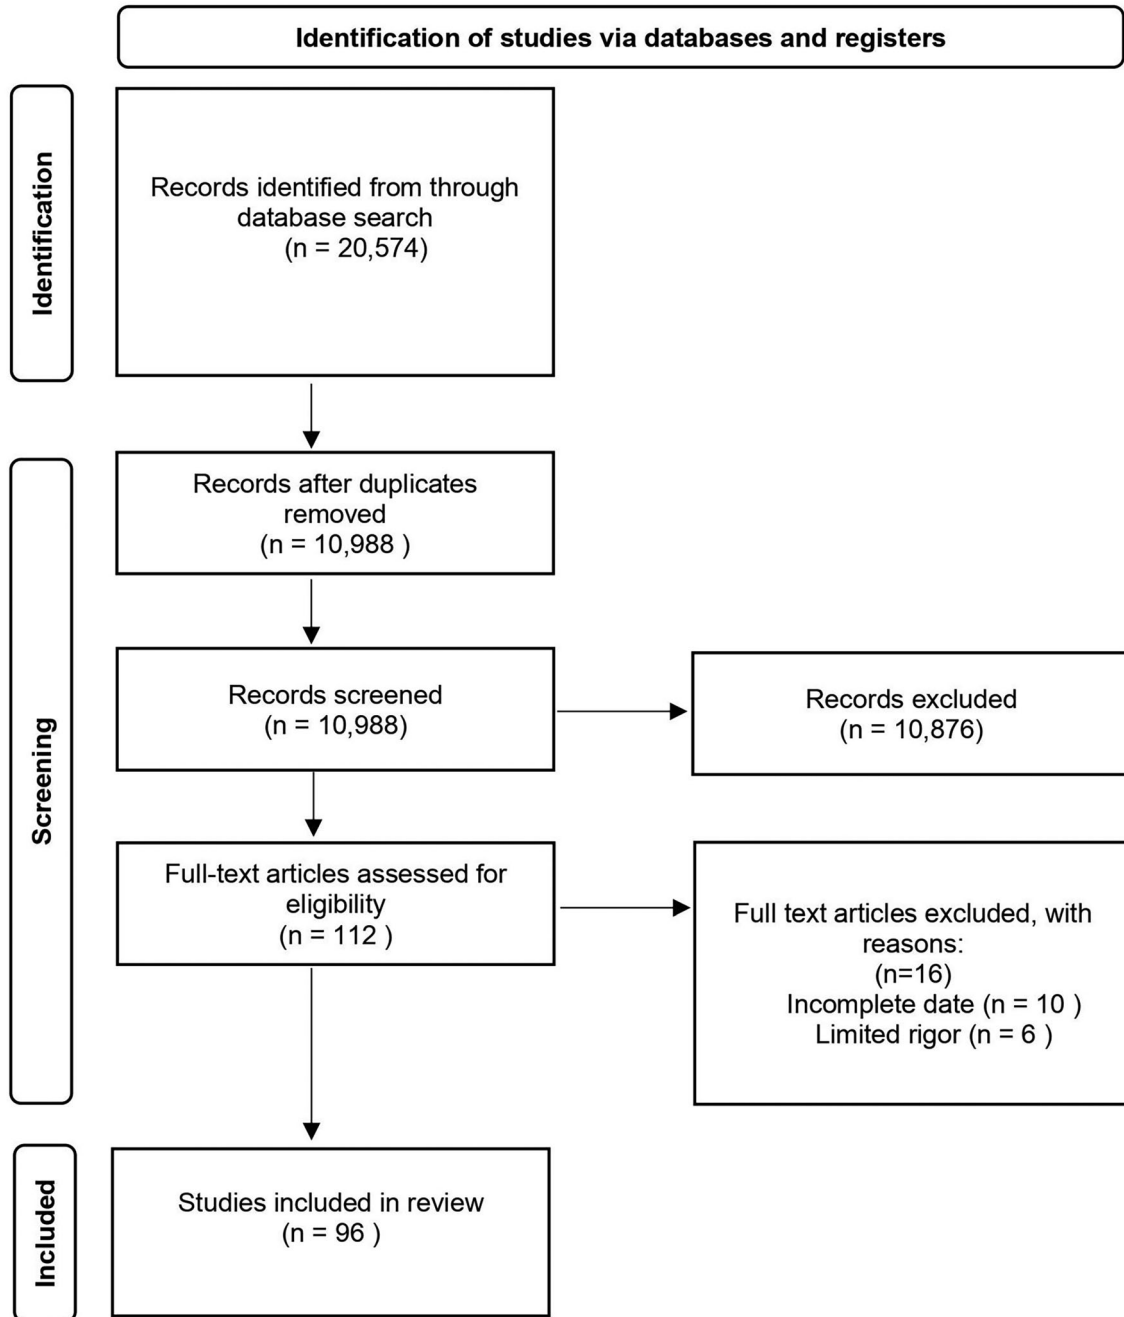 Identification of studies via databases and registers
Identification
Records identified from through
database search
(n = 20,574)
Screening
Records after duplicates
removed
(n = 10,988 )
Records screened
(n = 10,988)
Records excluded
(n = 10,876)
Full-text articles assessed for
eligibility
(n = 112 )
Full text articles excluded, with
reasons:
(n=16)
Incomplete date (n = 10 )
Limited rigor (n = 6 )
Included
Studies included in review
(n = 96 )